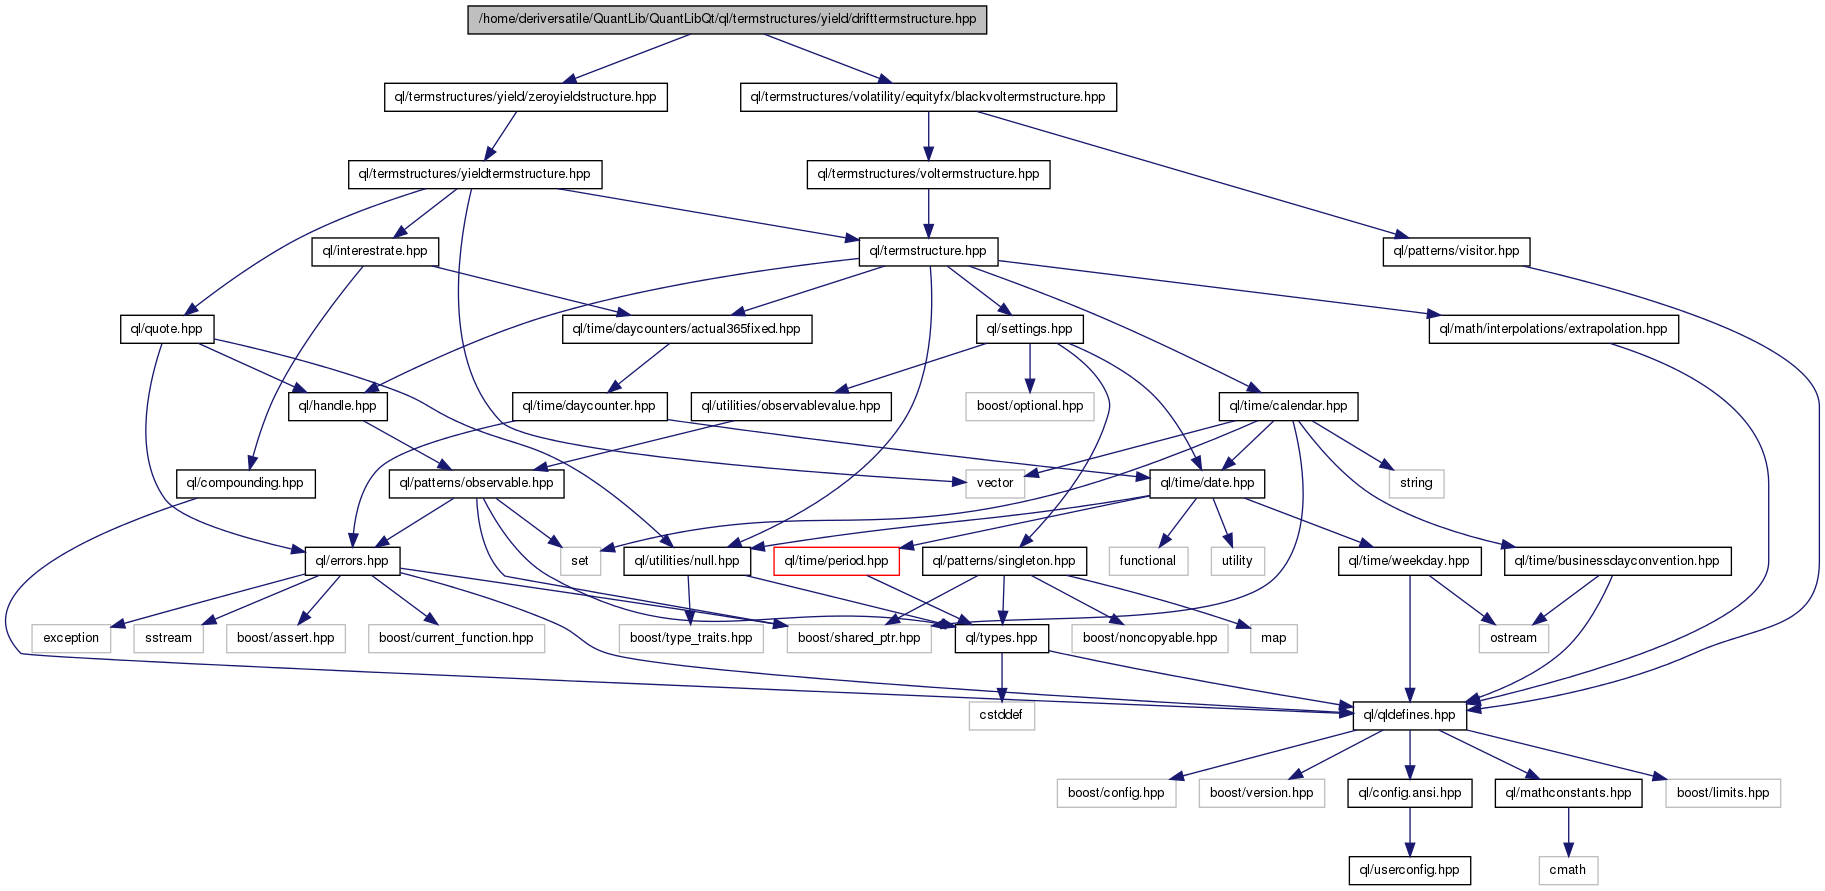 /home/deriversatile/QuantLib/QuantLibQt/ql/termstructures/yield/drifttermstructure.hpp
ql/termstructures/yield/zeroyieldstructure.hpp
ql/termstructures/volatility/equityfx/blackvoltermstructure.hpp
ql/termstructures/yieldtermstructure.hpp
ql/termstructures/voltermstructure.hpp
ql/interestrate.hpp
ql/termstructure.hpp
ql/patterns/visitor.hpp
ql/quote.hpp
ql/time/daycounters/actual365fixed.hpp
ql/settings.hpp
ql/math/interpolations/extrapolation.hpp
ql/handle.hpp
ql/time/daycounter.hpp
ql/utilities/observablevalue.hpp
boost/optional.hpp
ql/time/calendar.hpp
ql/compounding.hpp
ql/patterns/observable.hpp
vector
ql/time/date.hpp
string
ql/errors.hpp
set
ql/utilities/null.hpp
ql/time/period.hpp
ql/patterns/singleton.hpp
functional
utility
ql/time/weekday.hpp
ql/time/businessdayconvention.hpp
exception
sstream
boost/assert.hpp
boost/current_function.hpp
boost/type_traits.hpp
boost/shared_ptr.hpp
ql/types.hpp
boost/noncopyable.hpp
map
ostream
cstddef
ql/qldefines.hpp
boost/config.hpp
boost/version.hpp
ql/config.ansi.hpp
ql/mathconstants.hpp
boost/limits.hpp
ql/userconfig.hpp
cmath